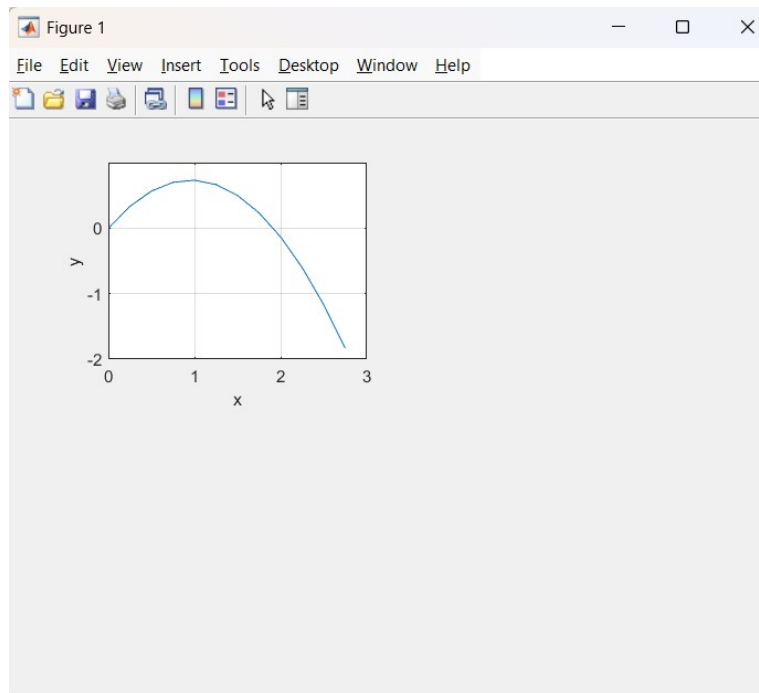 Figure 1
File Edit View Insert Tools Desktop Window Help
0
y
-1
-2
0 1 2 3
x